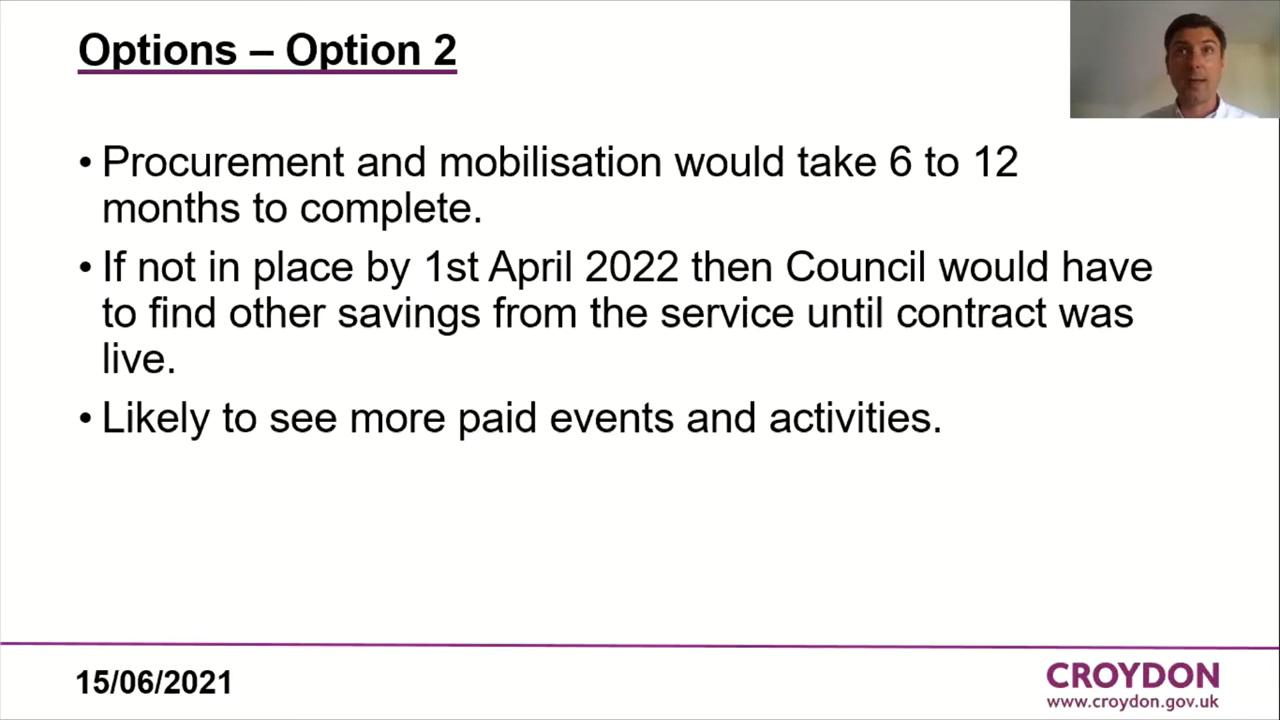 Options – Option 2
• Procurement and mobilisation would take 6 to 12
months to complete.
• If not in place by 1st April 2022 then Council would have
to find other savings from the service until contract was
live.
• Likely to see more paid events and activities.
15/06/2021
CROYDON
www.croydon.gov.uk